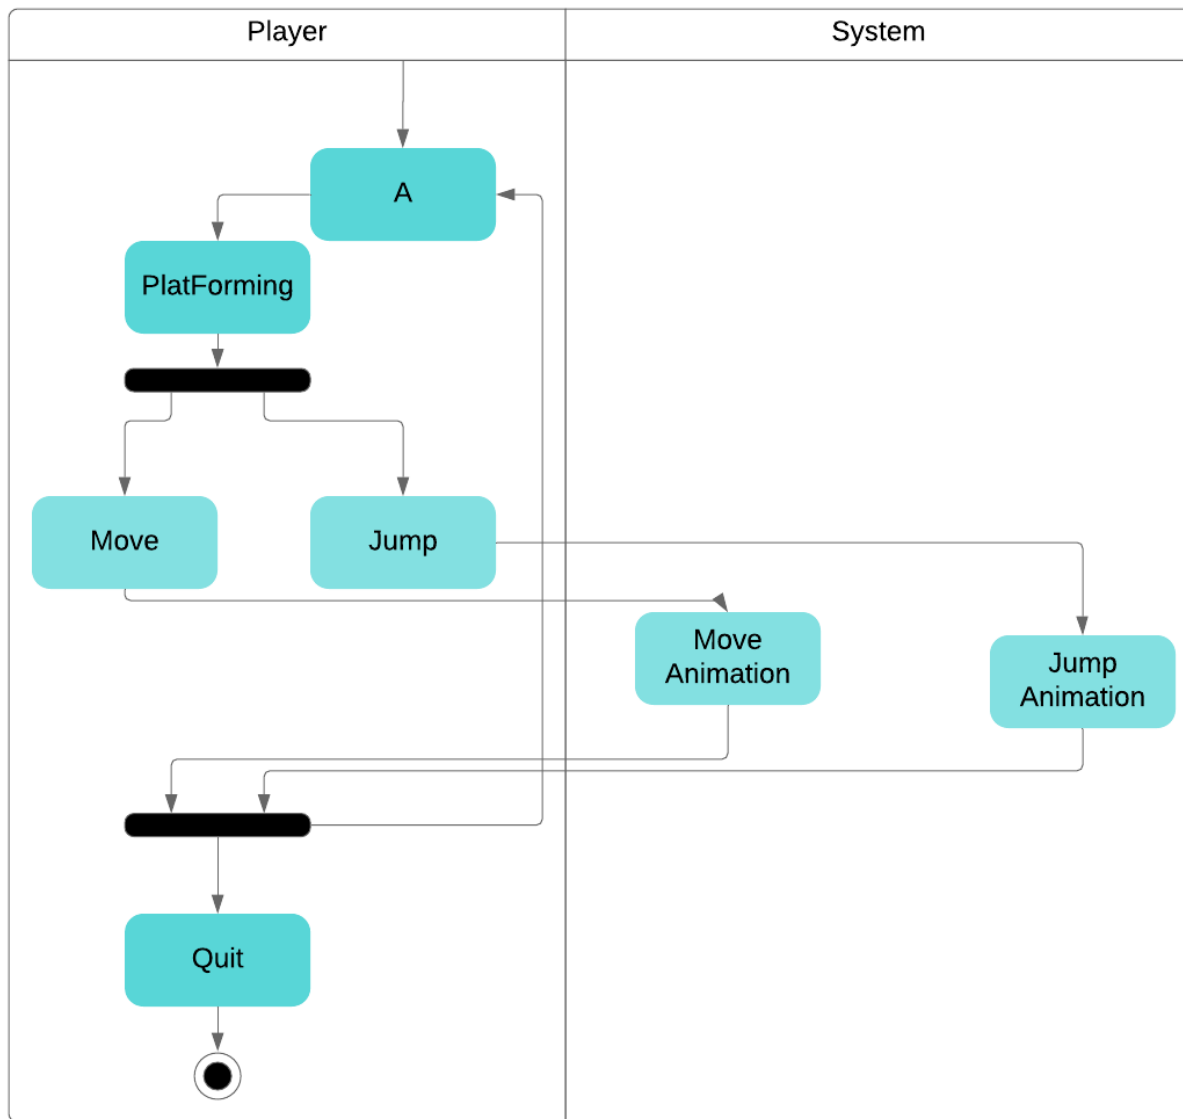 Player
System
A
PlatForming
Move
Jump
Move
Animation
Jump
Animation
Quit